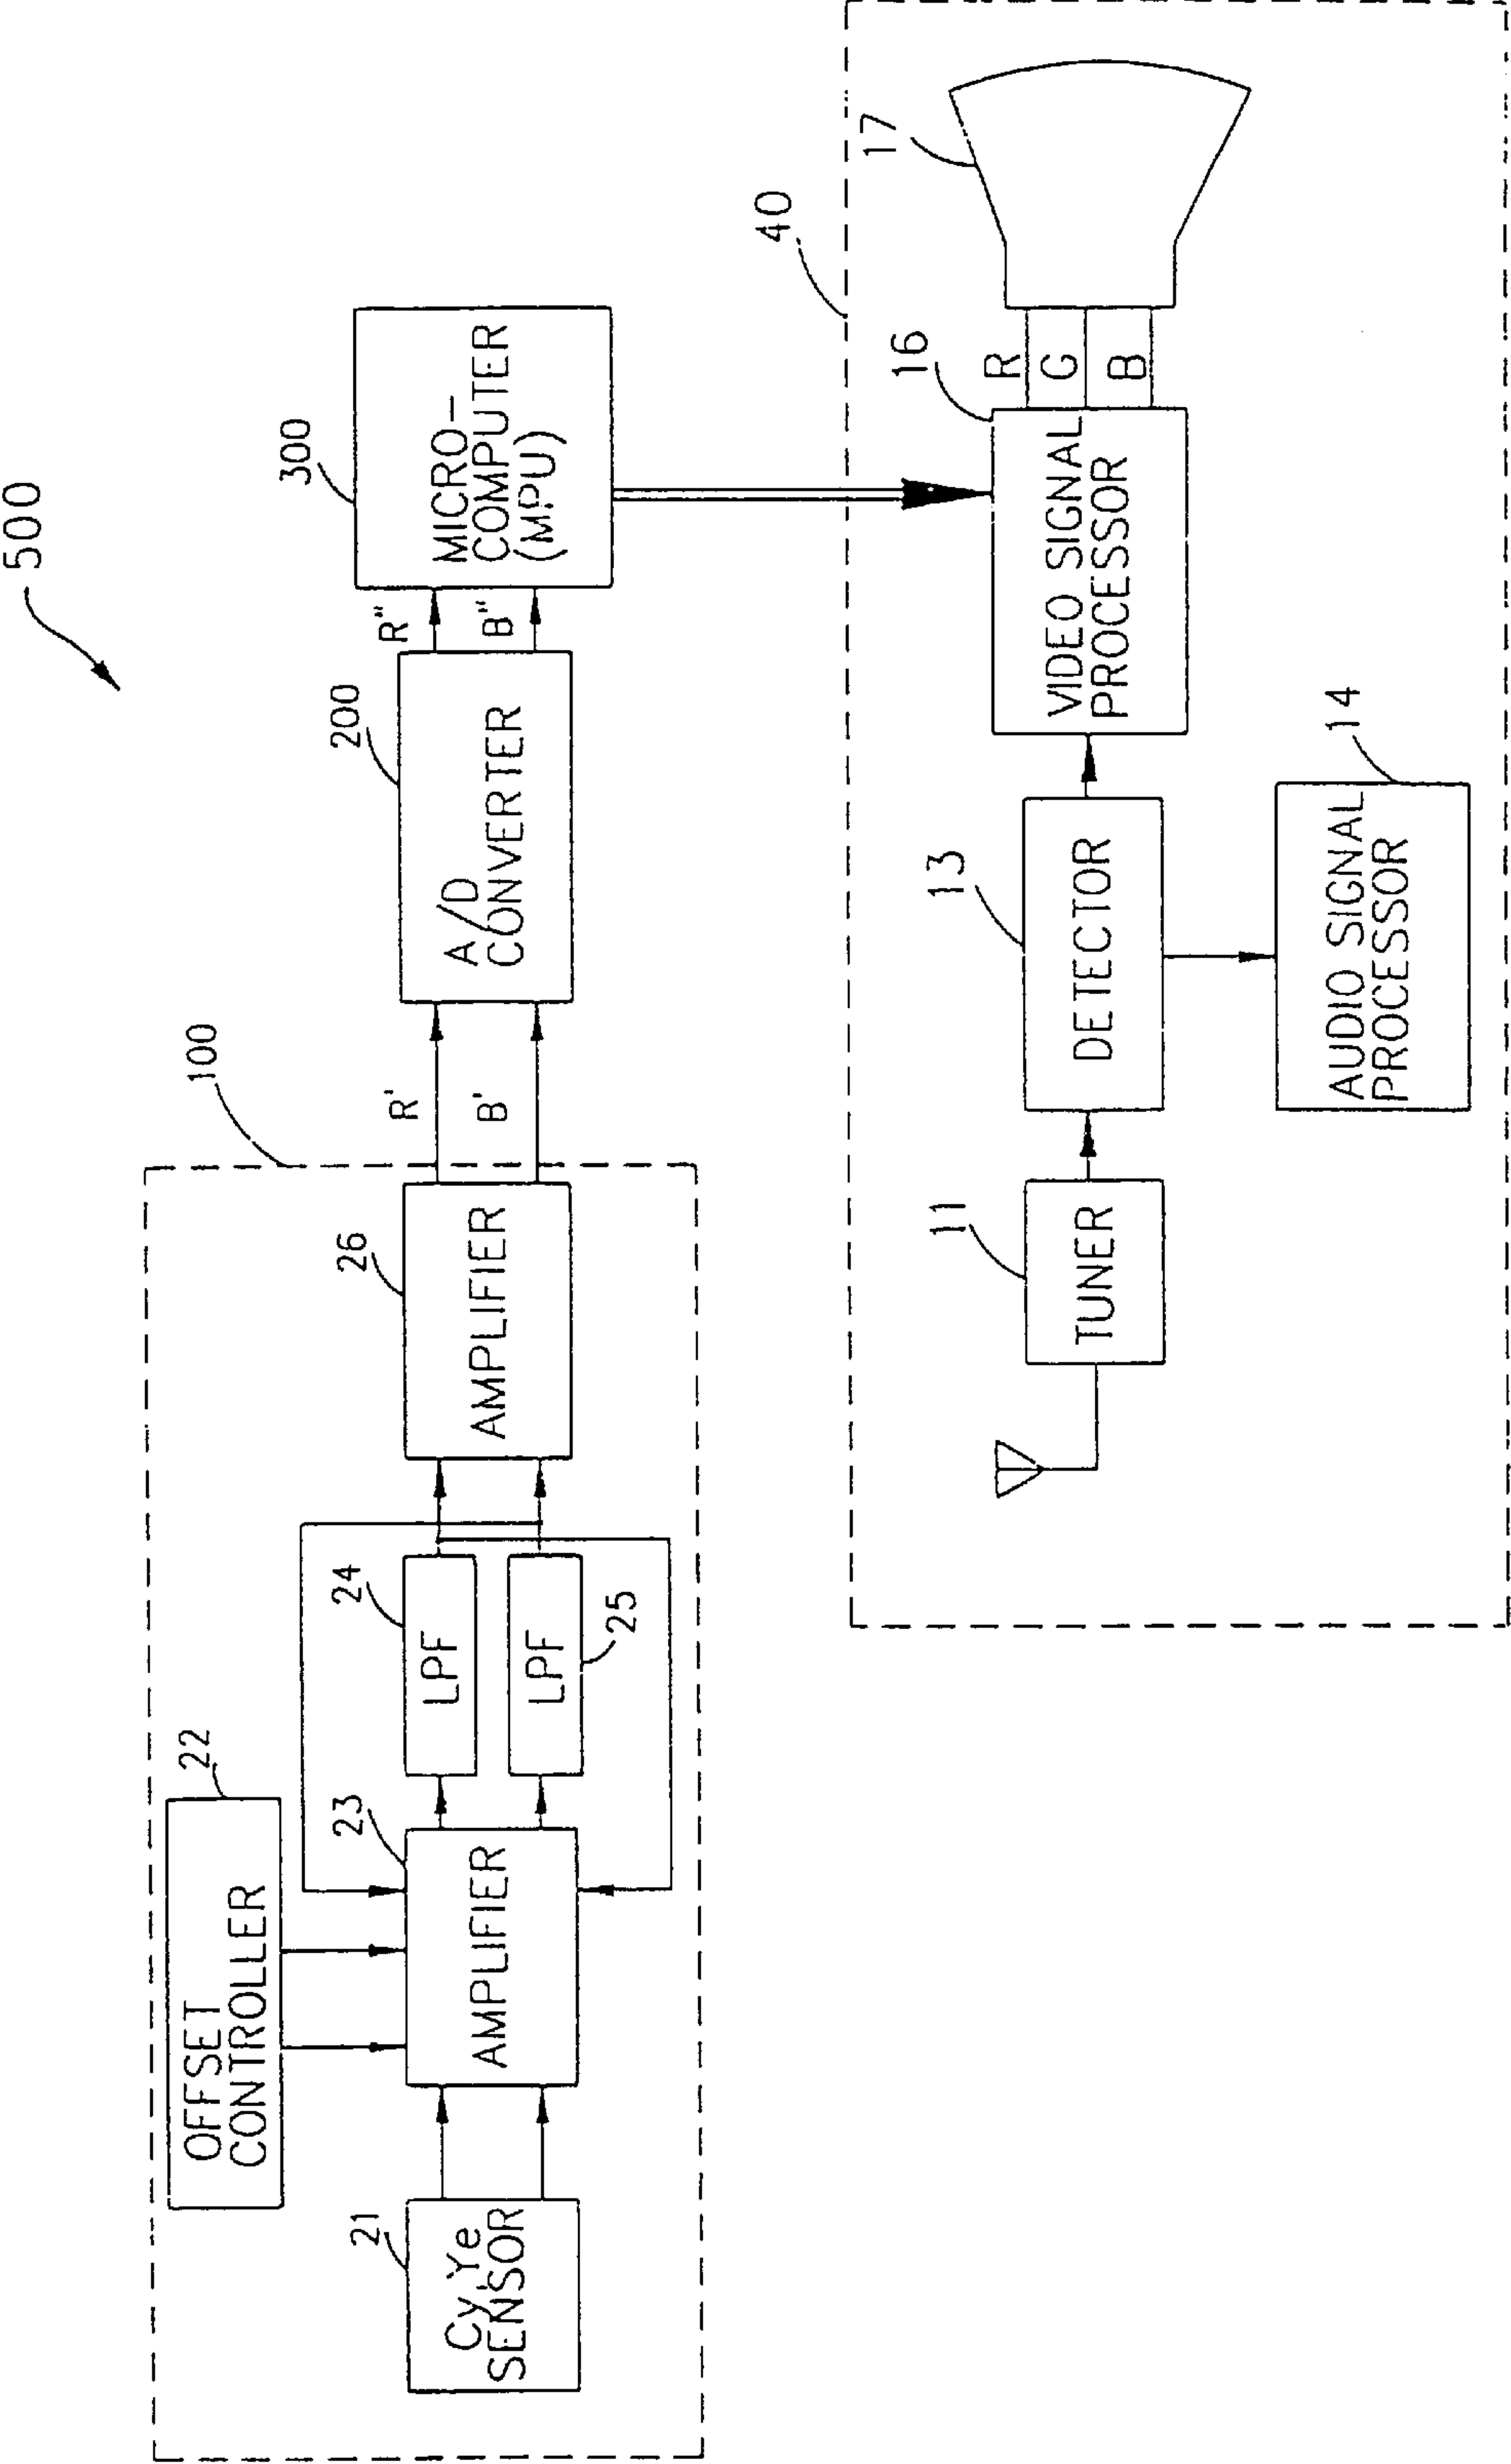 500
100
OFFSET
CONTROLLER
22
21
Cy,Ye
SENSOR
23
AMPLIFIER
24
LPF
LPF
25
26
AMPLIFIER
R'
B'
200
A/D
CONVERTER
R"
B"
300
MICRO-
COMPUTER
(MPU)
40
11
TUNER
13
DETECTOR
16
VIDEO SIGNAL
PROCESSOR
R
G
B
17
14
AUDIO SIGNAL
PROCESSOR